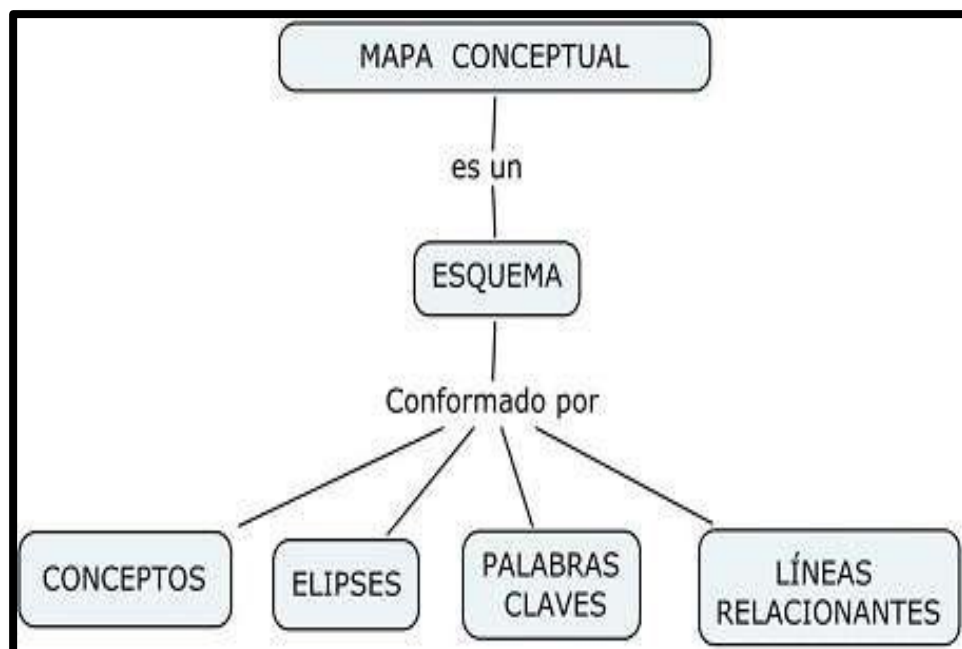 MAPA CONCEPTUAL
es un
ESQUEMA
Conformado por
CONCEPTOS
ELIPSES
PALABRAS
CLAVES
LÍNEAS
RELACIONANTES